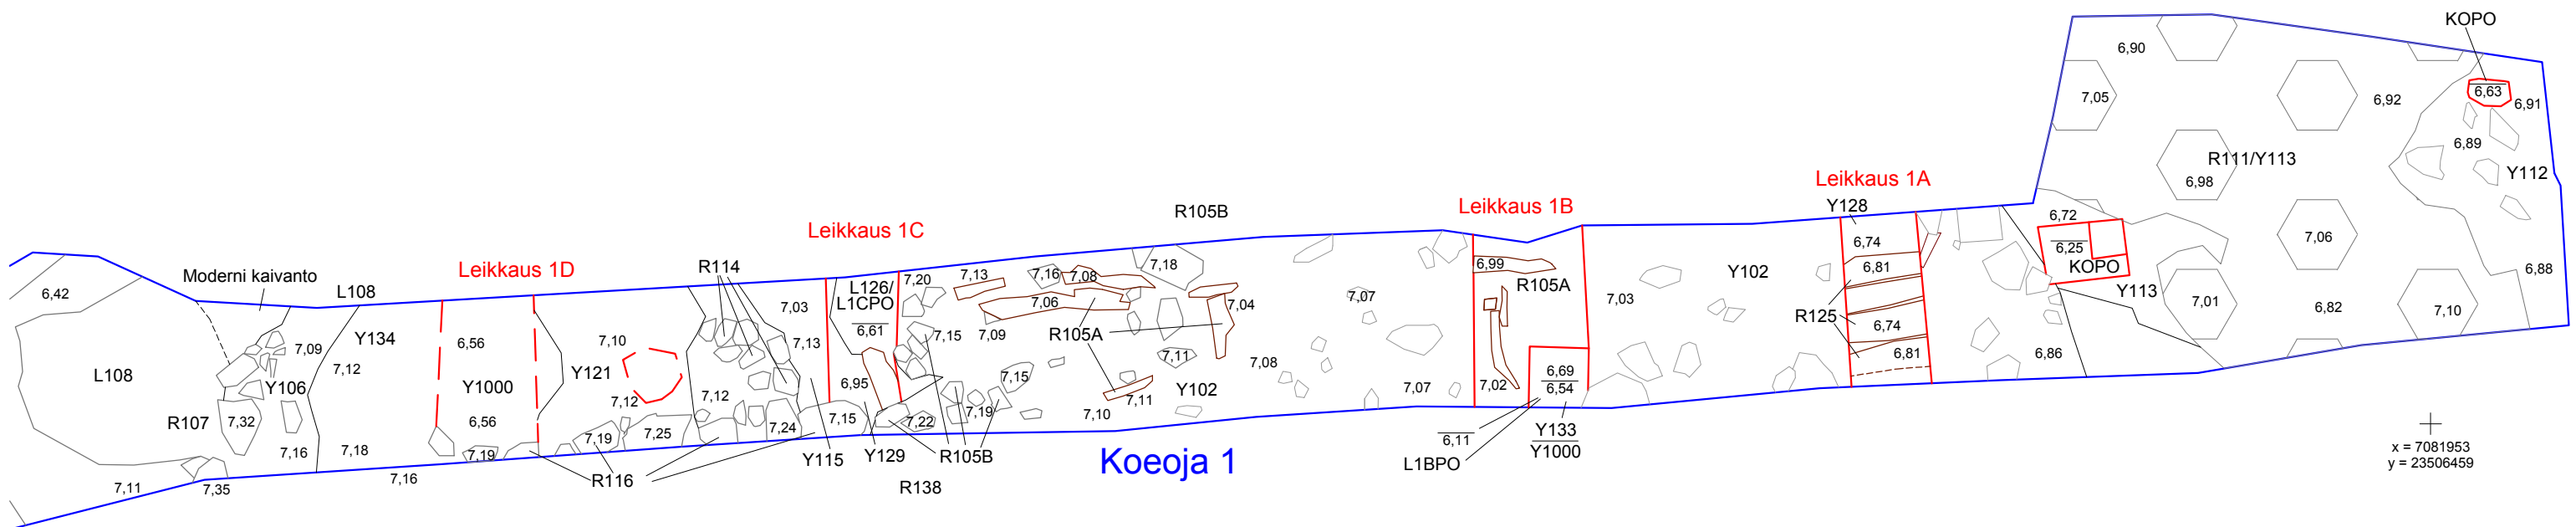 KOPO
6,90
6,63
7,05
6,92
6,91
6,89
R111/Y113
Y112
6,98
Leikkaus 1A
Leikkaus 1B
Y128
R105B
Leikkaus 1C
6,72
6,74
6,25
7,06
KOPO
6,88
Moderni kaivanto
Leikkaus 1D
R114
7,20
7,13
7,16
7,08
7,18
6,99
R105A
Y102
6,81
Y113
6,42
L108
7,03
L126/
L1CPO
6,61
7,06
7,04
7,07
7,03
R125
6,74
7,01
6,82
7,10
7,09
Y134
6,56
7,10
7,13
7,15
7,09
R105A
7,11
7,08
6,81
6,86
L108
7,12
Y106
Y1000
Y121
7,12
7,12
6,95
7,15
Y102
7,11
7,07
7,02
6,69
6,54
R107
7,32
7,16
7,18
6,56
7,19
7,19
7,25
7,24
7,15
7,22
7,19
7,10
6,11
Y133
Y1000
L1BPO
Y115
Y129
R105B
R138
R116
Koeoja 1
7,11
7,35
7,16
x = 7081953
y = 23506459